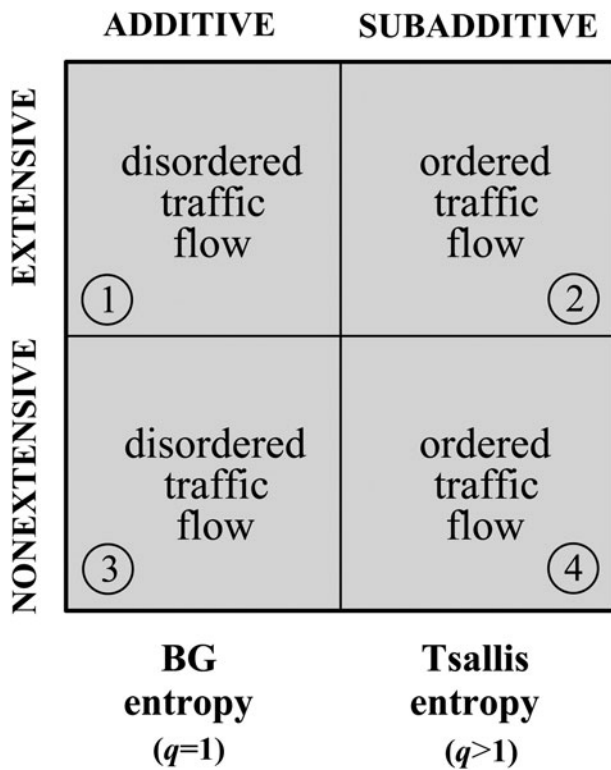 ADDITIVE SUBADDITIVE
EXTENSIVE
disordered
traffic
flow
1
ordered
traffic
flow
2
NONEXTENSIVE
disordered
traffic
flow
3
ordered
traffic
flow
4
BG
entropy
(q=1)
Tsallis
entropy
(q>1)